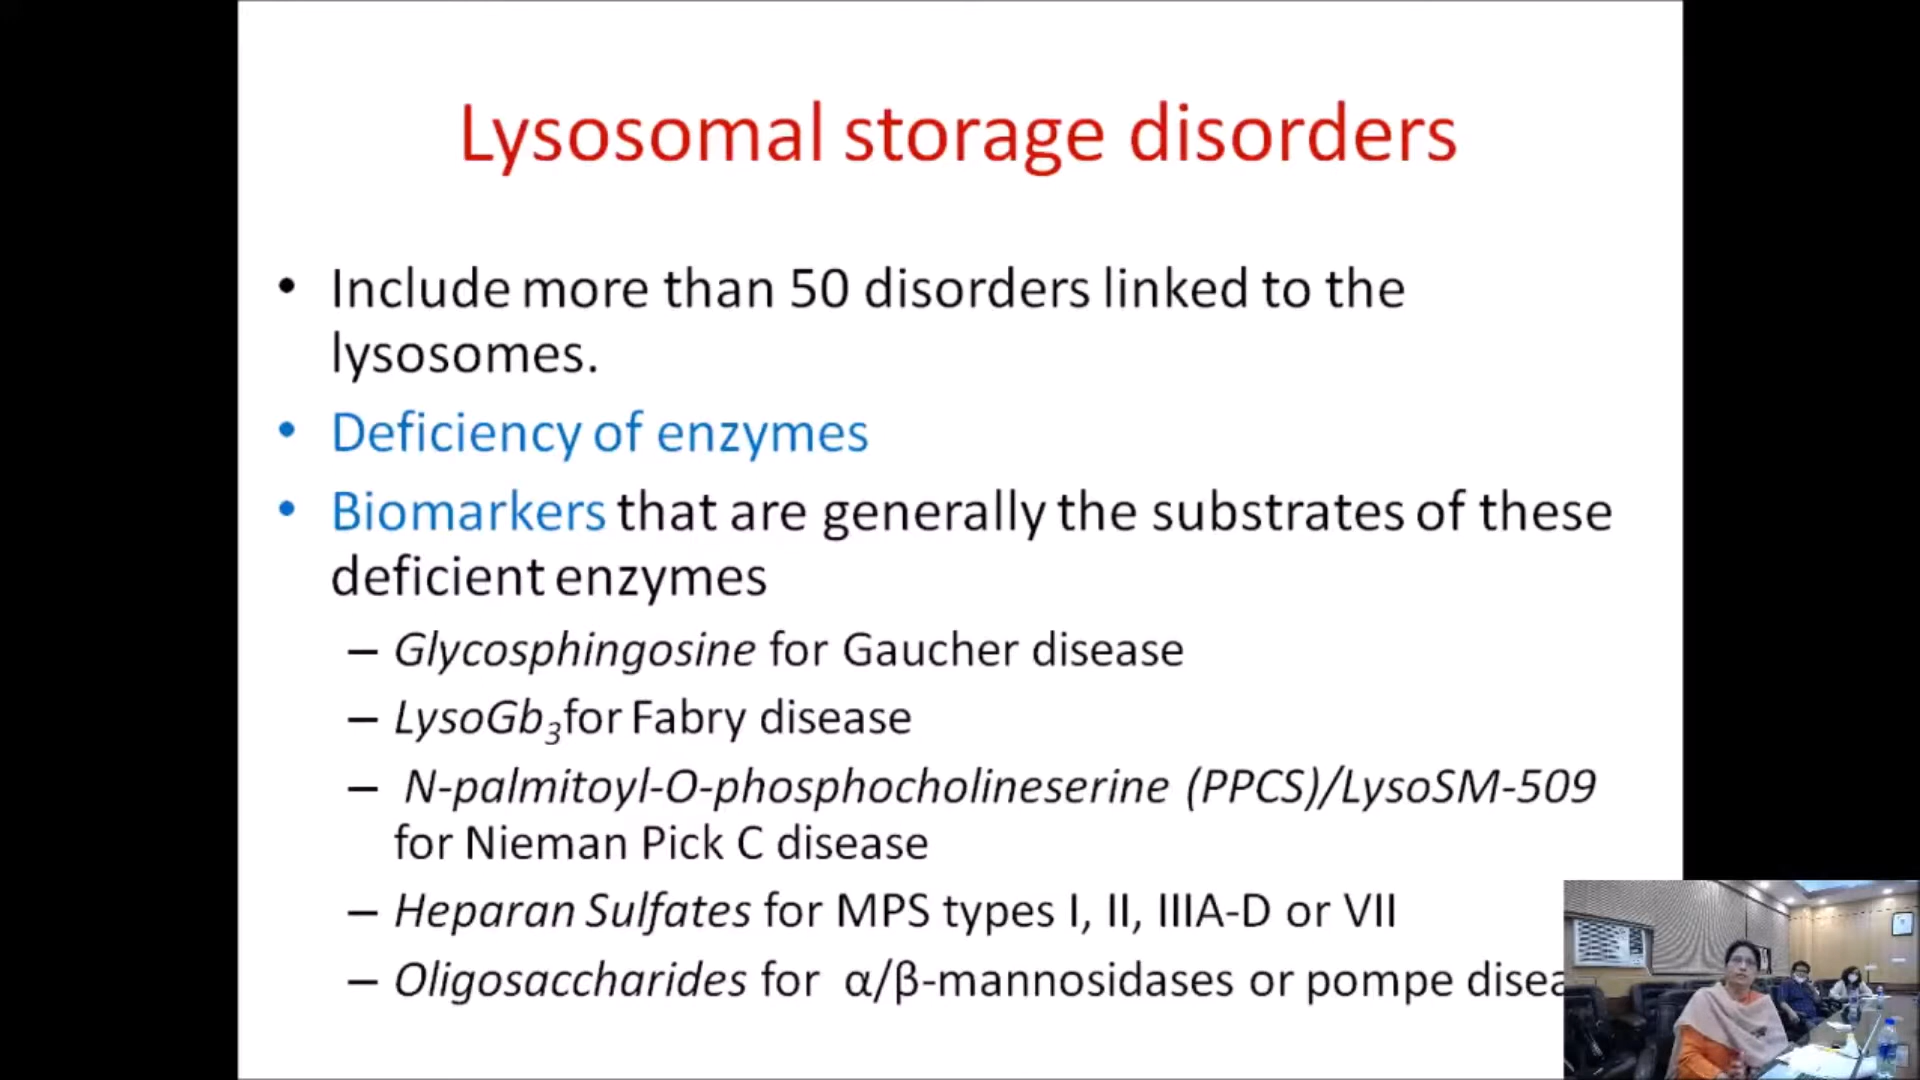 Lysosomal storage disorders
• Include more than 50 disorders linked to the
lysosomes.
• Deficiency of enzymes
• Biomarkers that are generally the substrates of these
deficient enzymes
– Glycosphingosine for Gaucher disease
– LysoGb₃for Fabry disease
– N-palmitoyl-O-phosphocholineserine (PPCS)/LysoSM-509
for Nieman Pick C disease
– Heparan Sulfates for MPS types I, II, IIIA-D or VII
– Oligosaccharides for α/β-mannosidases or pompe disea